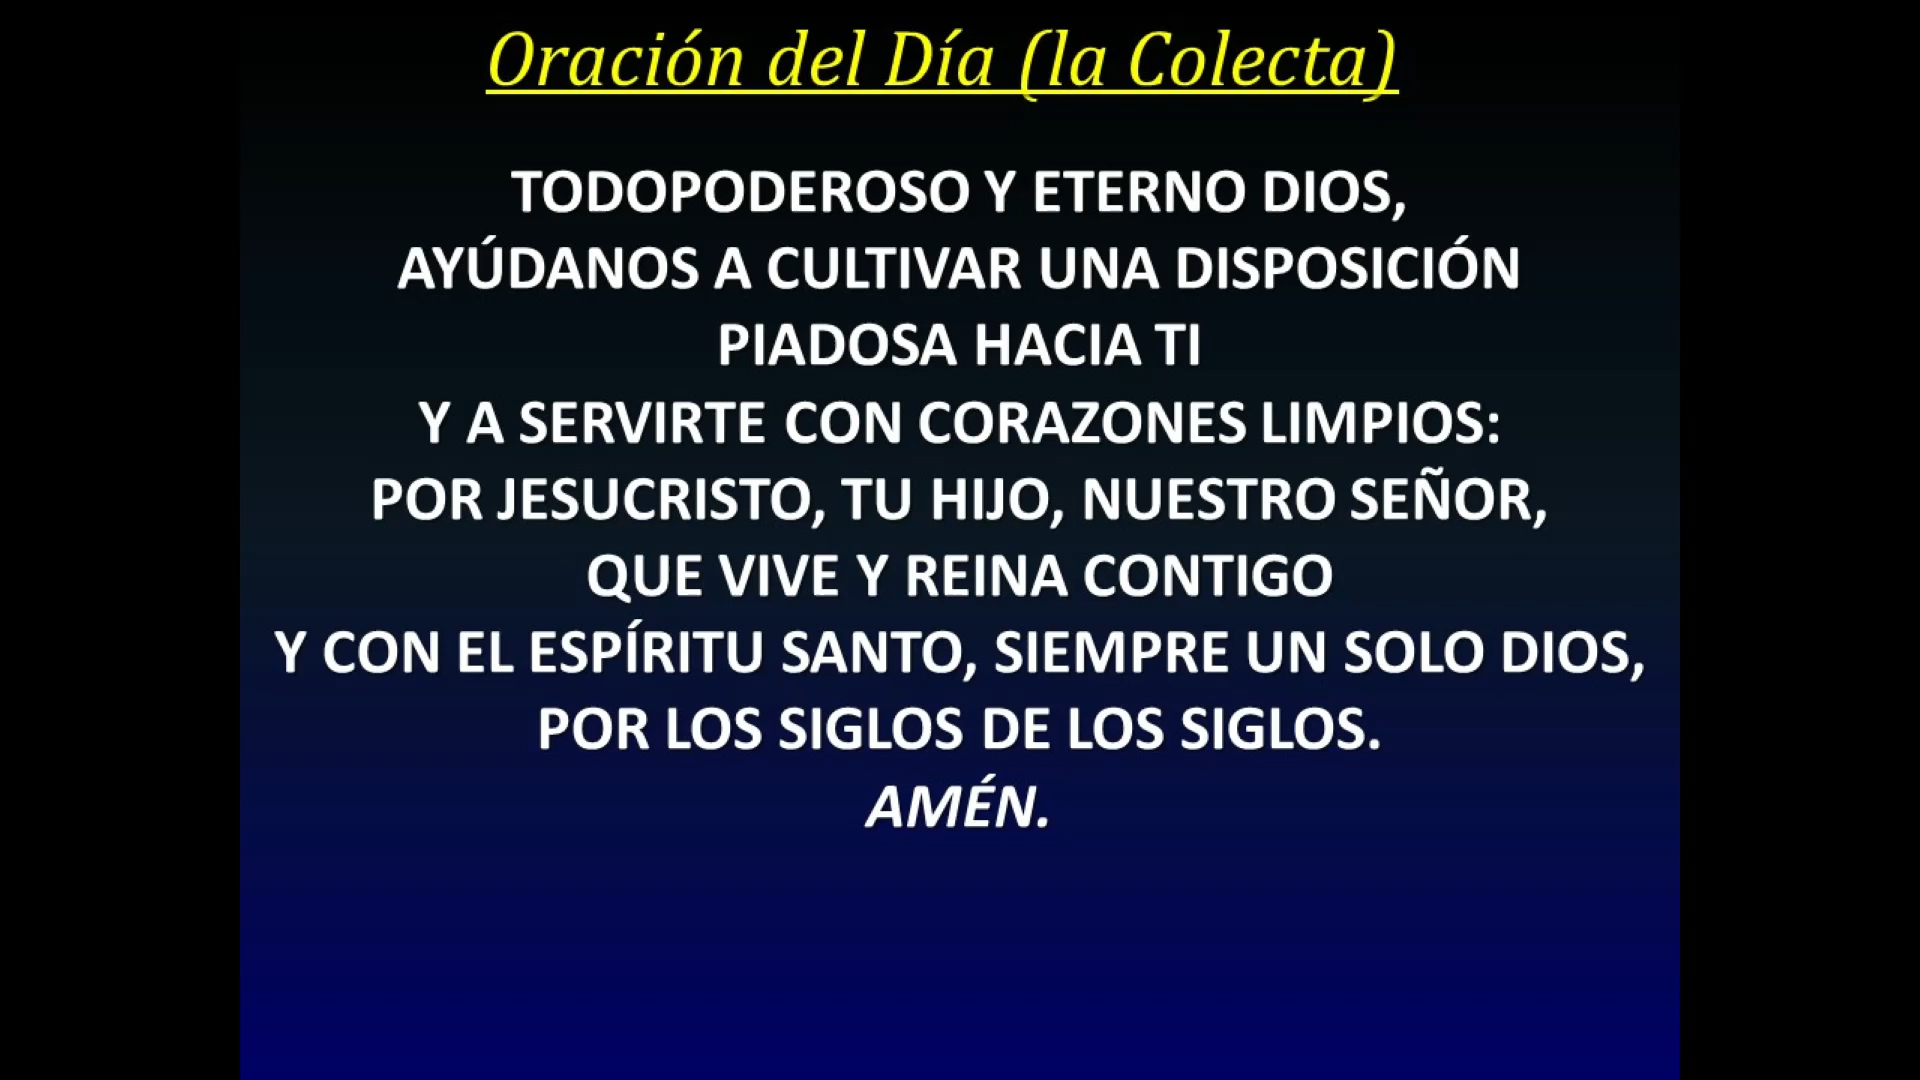 Oración del Día (la Colecta)
TODOPODEROSO Y ETERNO DIOS,
AYÚDANOS A CULTIVAR UNA DISPOSICIÓN
PIADOSA HACIA TI
Y A SERVIRTE CON CORAZONES LIMPIOS:
POR JESUCRISTO, TU HIJO, NUESTRO SEÑOR,
QUE VIVE Y REINA CONTIGO
Y CON EL ESPÍRITU SANTO, SIEMPRE UN SOLO DIOS,
POR LOS SIGLOS DE LOS SIGLOS.
AMÉN.